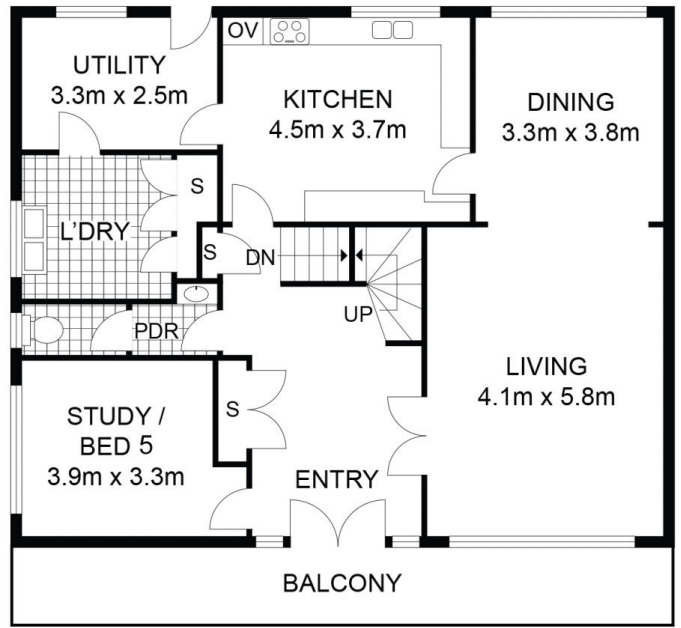 OV
UTILITY
3.3m x 2.5m
KITCHEN
4.5m x 3.7m
DINING
3.3m x 3.8m
S
L'DRY
S
DN
UP
PDR
LIVING
4.1m x 5.8m
S
STUDY /
BED 5
3.9m x 3.3m
ENTRY
BALCONY